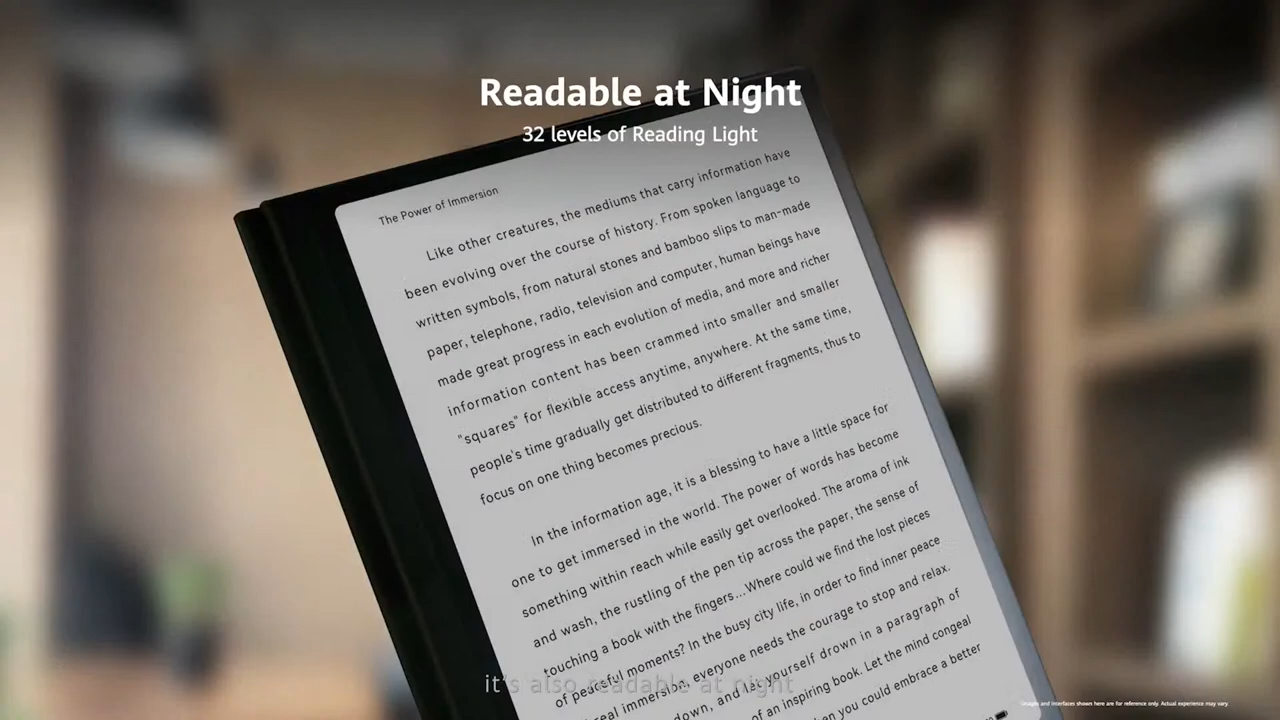 Readable at Night
32 levels of Reading Light
The Power of Immersion
Like other creatures, the mediums that carry information have
been evolving over the course of history. From spoken language to
written symbols, from natural stones and bamboo slips to man-made
paper, telephone, radio, television and computer, human beings have
made great progress in each evolution of media, and more and richer
information content has been crammed into smaller and smaller
"squares" for flexible access anytime, anywhere. At the same time,
people's time gradually get distributed to different fragments, thus to
focus on one thing becomes precious.
In the information age, it is a blessing to have a little space for
one to get immersed in the world. The power of words has become
something within reach while easily get overlooked. The aroma of ink
and wash, the rustling of the pen tip across the paper, the sense of
touching a book with the fingers...Where could we find the lost pieces
of peaceful moments? In the busy city life, in order to find inner peace
real immersion, everyone needs the courage to stop and relax.
down, and let yourself drown in a paragraph of
of an inspiring book. Let the mind congeal
you could embrace a better
it's also readable at night
*Images and interfaces shown here are for reference only. Actual experience may vary.